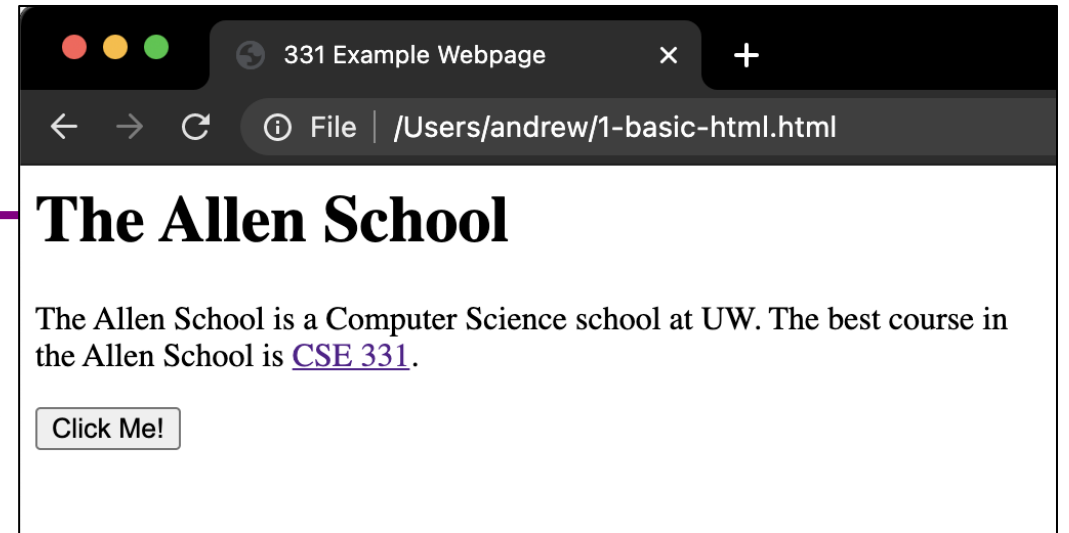 331 Example Webpage
File | /Users/andrew/1-basic-html.html
The Allen School
The Allen School is a Computer Science school at UW. The best course in
the Allen School is CSE 331.
Click Me!